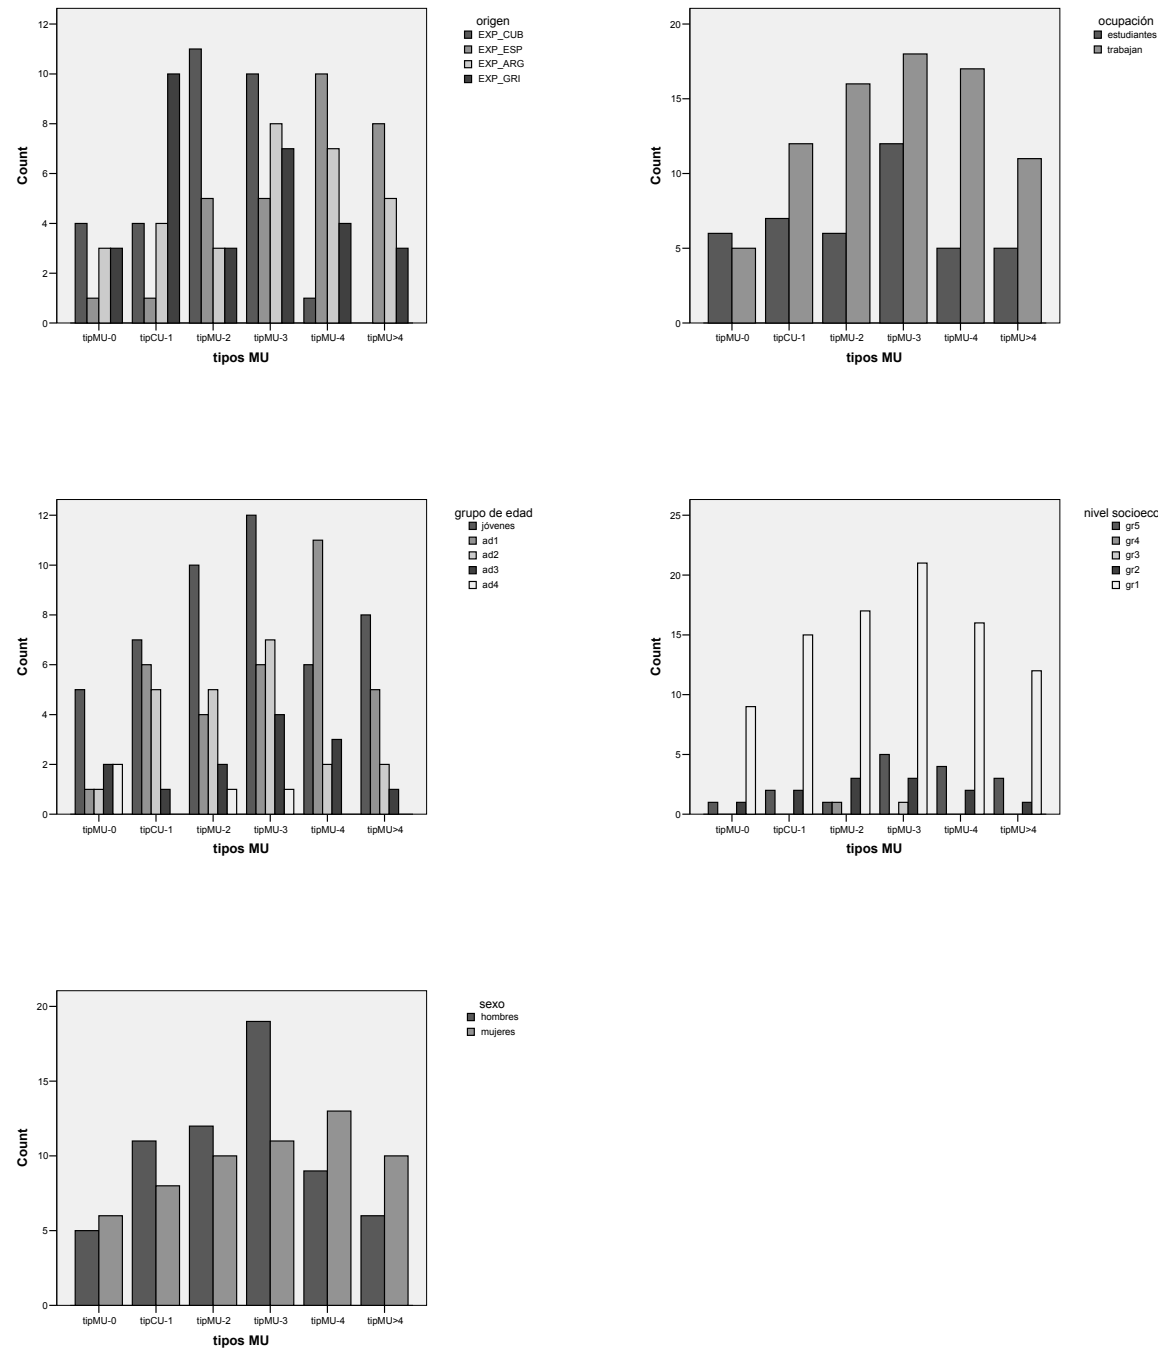 origen
EXP_CUB
EXP_ESP
EXP_ARG
EXP_GRI
12
10
8
6
4
2
0
Count
tipMU-0 tipCU-1 tipMU-2 tipMU-3 tipMU-4 tipMU>4
tipos MU
ocupación
estudiantes
trabajan
20
15
10
5
0
Count
tipMU-0 tipCU-1 tipMU-2 tipMU-3 tipMU-4 tipMU>4
tipos MU
grupo de edad
jóvenes
ad1
ad2
ad3
ad4
12
10
8
6
4
2
0
Count
tipMU-0 tipCU-1 tipMU-2 tipMU-3 tipMU-4 tipMU>4
tipos MU
nivel socioecc
gr5
gr4
gr3
gr2
gr1
25
20
15
10
5
0
Count
tipMU-0 tipCU-1 tipMU-2 tipMU-3 tipMU-4 tipMU>4
tipos MU
sexo
hombres
mujeres
20
15
10
5
0
Count
tipMU-0 tipCU-1 tipMU-2 tipMU-3 tipMU-4 tipMU>4
tipos MU